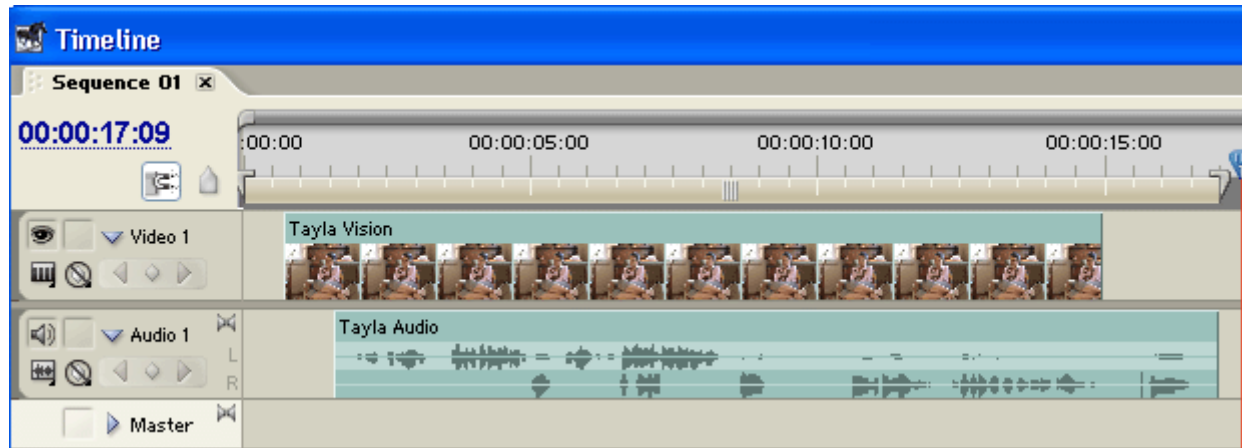 Timeline
Sequence 01
00:00:17:09
:00:00 00:00:05:00 00:00:10:00 00:00:15:00
Video 1
Tayla Vision
Audio 1
L
R
Tayla Audio
Master